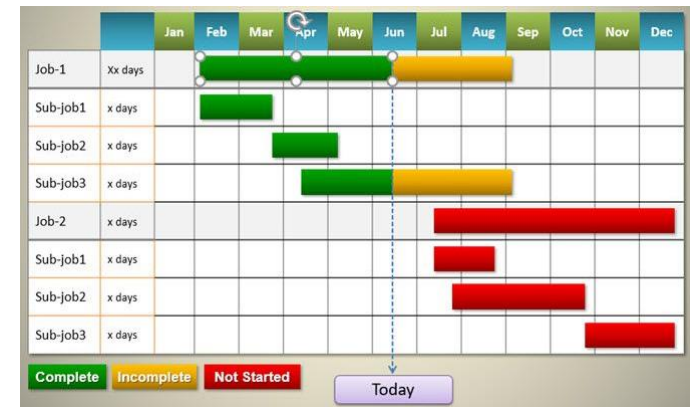 Jan Feb Mar Apr May Jun Jul Aug Sep Oct Nov Dec
Job-1 Xx days
Sub-job1 x days
Sub-job2 x days
Sub-job3 x days
Job-2 x days
Sub-job1 x days
Sub-job2 x days
Sub-job3 x days
Complete Incomplete Not Started
Today